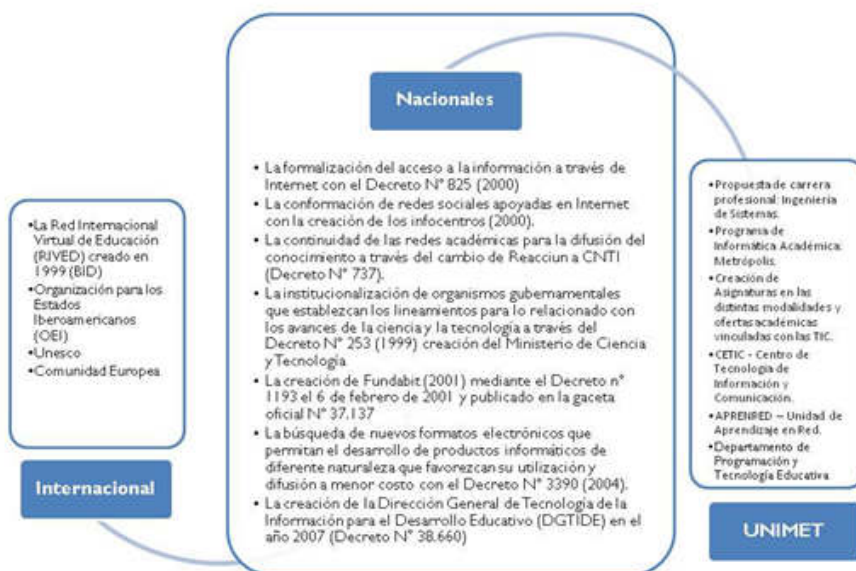 •La Red Internacional
Virtual de Educación
(RIVED) creado en
1999 (BID)
•Organización para los
Estados
Iberoamericanos
(OEI)
•Unesco
•Comunidad Europea
Internacional
Nacionales
• La formalización del acceso a la información a través de
Internet con el Decreto N° 825 (2000)
• La conformación de redes sociales apoyadas en Internet
con la creación de los infocentros (2000).
• La continuidad de las redes académicas para la difusión del
conocimiento a través del cambio de Reacciun a CNTI
(Decreto N° 737).
• La institucionalización de organismos gubernamentales
que establezcan los lineamientos para lo relacionado con
los avances de la ciencia y la tecnología a través del
Decreto N° 253 (1999) creación del Ministerio de Ciencia
y Tecnología
• La creación de Fundabit (2001) mediante el Decreto n°
1193 el 6 de febrero de 2001 y publicado en la gaceta
oficial N° 37.137
• La búsqueda de nuevos formatos electrónicos que
permitan el desarrollo de productos informáticos de
diferente naturaleza que favorezcan su utilización y
difusión a menor costo con el Decreto N° 3390 (2004).
• La creación de la Dirección General de Tecnología de la
Información para el Desarrollo Educativo (DGTIDE) en el
año 2007 (Decreto N° 38.660)
•Propuesta de carrera
profesional: Ingeniería
de Sistemas.
•Programa de
Informática Académica:
Metrópolis.
•Creación de
Asignaturas en las
distintas modalidades y
ofertas académicas
vinculadas con las TIC.
•CETIC - Centro de
Tecnología de
Información y
Comunicación.
•APRENRED – Unidad de
Aprendizaje en Red.
•Departamento de
Programación y
Tecnología Educativa
UNIMET